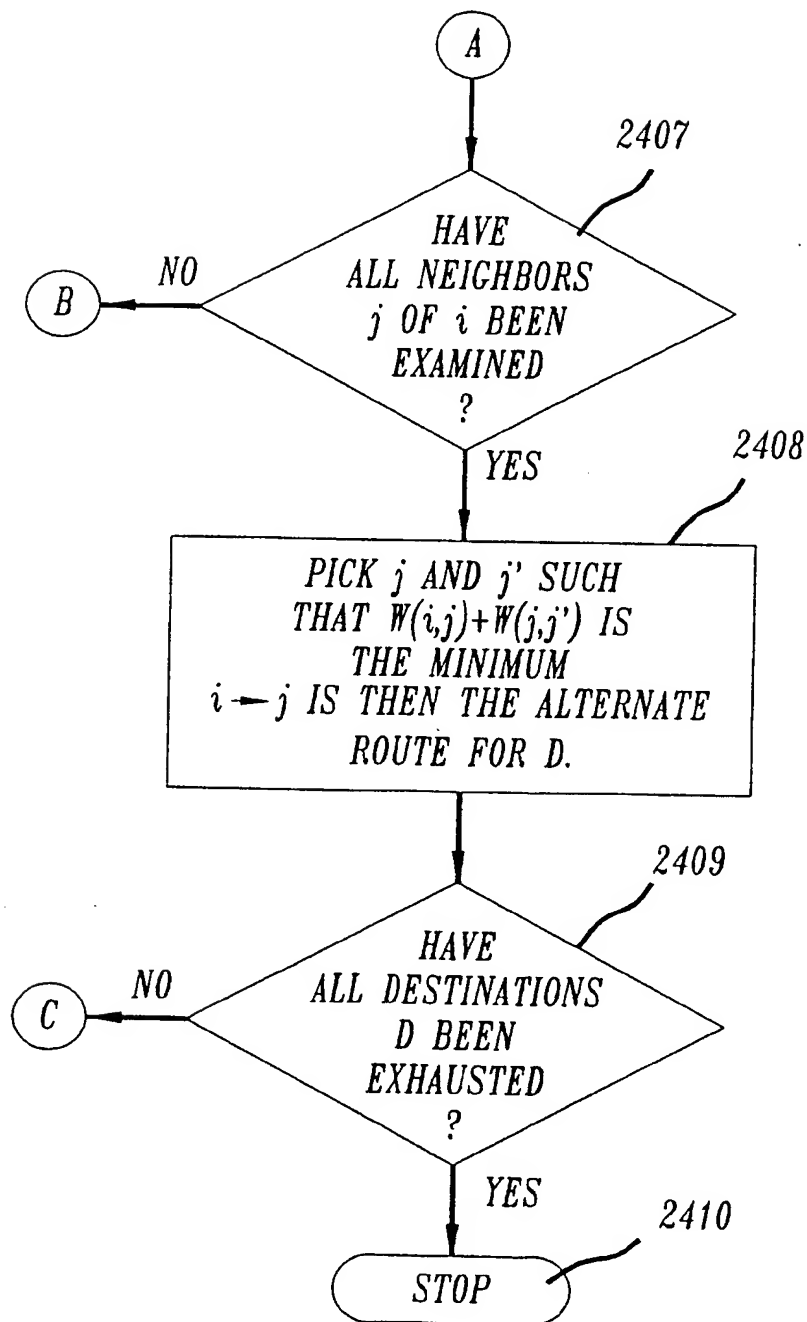 A
2407
HAVE
ALL NEIGHBORS
j OF i BEEN
EXAMINED
?
NO
B
YES
2408
PICK j AND j' SUCH
THAT W(i,j)+W(j,j') IS
THE MINIMUM
i → j IS THEN THE ALTERNATE
ROUTE FOR D.
2409
HAVE
ALL DESTINATIONS
D BEEN
EXHAUSTED
?
NO
C
YES
2410
STOP